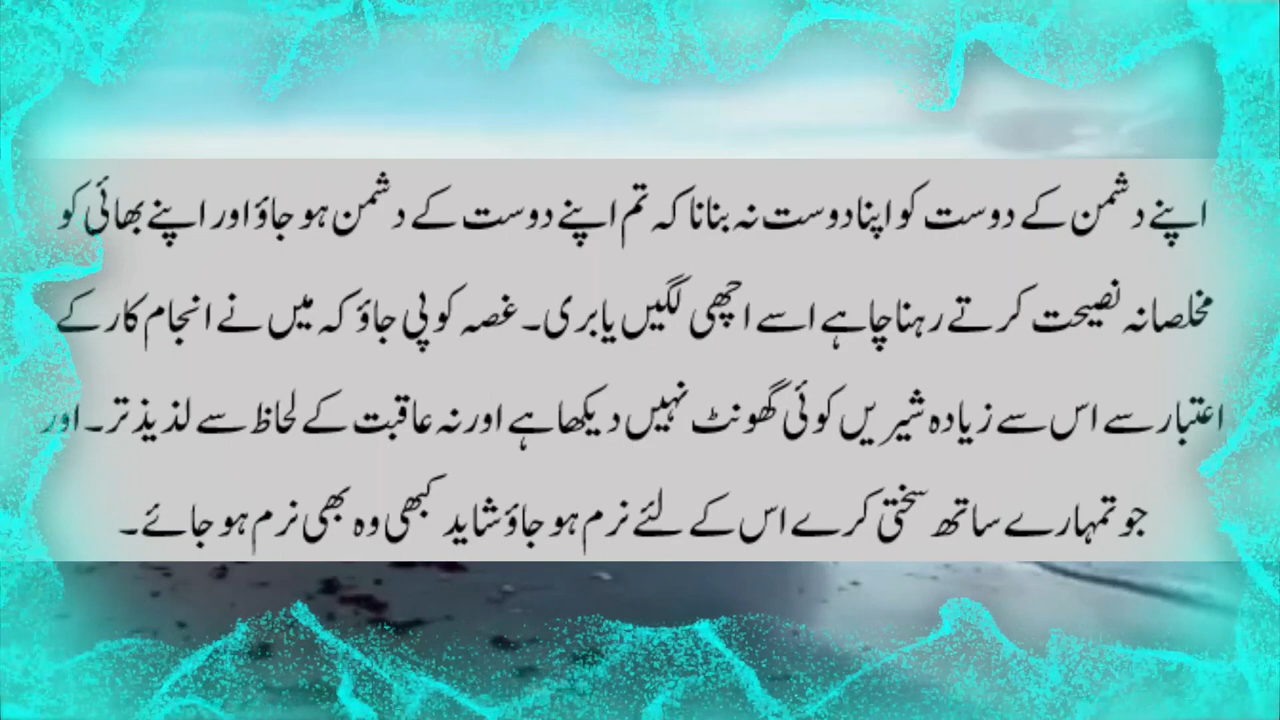 اپنے دشمن کے دوست کو اپنا دوست نہ بنانا کہ تم اپنے دوست کے دشمن ہو جاؤ اور اپنے بھائی کو
مخلصانہ نصیحت کرتے رہنا چاہے اسے اچھی لگیں یا بری۔ غصہ کو پی جاؤ کہ میں نے انجام کار کے
اعتبار سے اس سے زیادہ شیریں کوئی گھونٹ نہیں دیکھا ہے اور نہ عاقبت کے لحاظ سے لذیذ تر۔ اور
جو تمہارے ساتھ سختی کرے اس کے لئے نرم ہو جاؤ شاید کبھی وہ بھی نرم ہو جائے۔